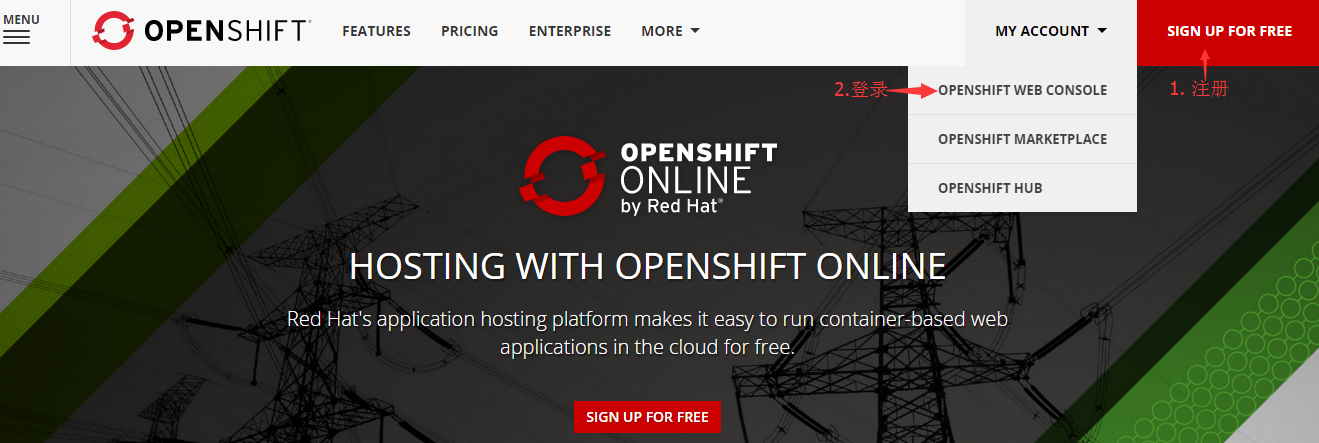 MENU
OPENSHIFT
FEATURES
PRICING
ENTERPRISE
MORE
MY ACCOUNT
SIGN UP FOR FREE
2.登录
OPENSHIFT WEB CONSOLE
1. 注册
OPENSHIFT MARKETPLACE
OPENSHIFT HUB
OPENSHIFT
ONLINE
by Red Hat®
HOSTING WITH OPENSHIFT ONLINE
Red Hat's application hosting platform makes it easy to run container-based web
applications in the cloud for free.
SIGN UP FOR FREE